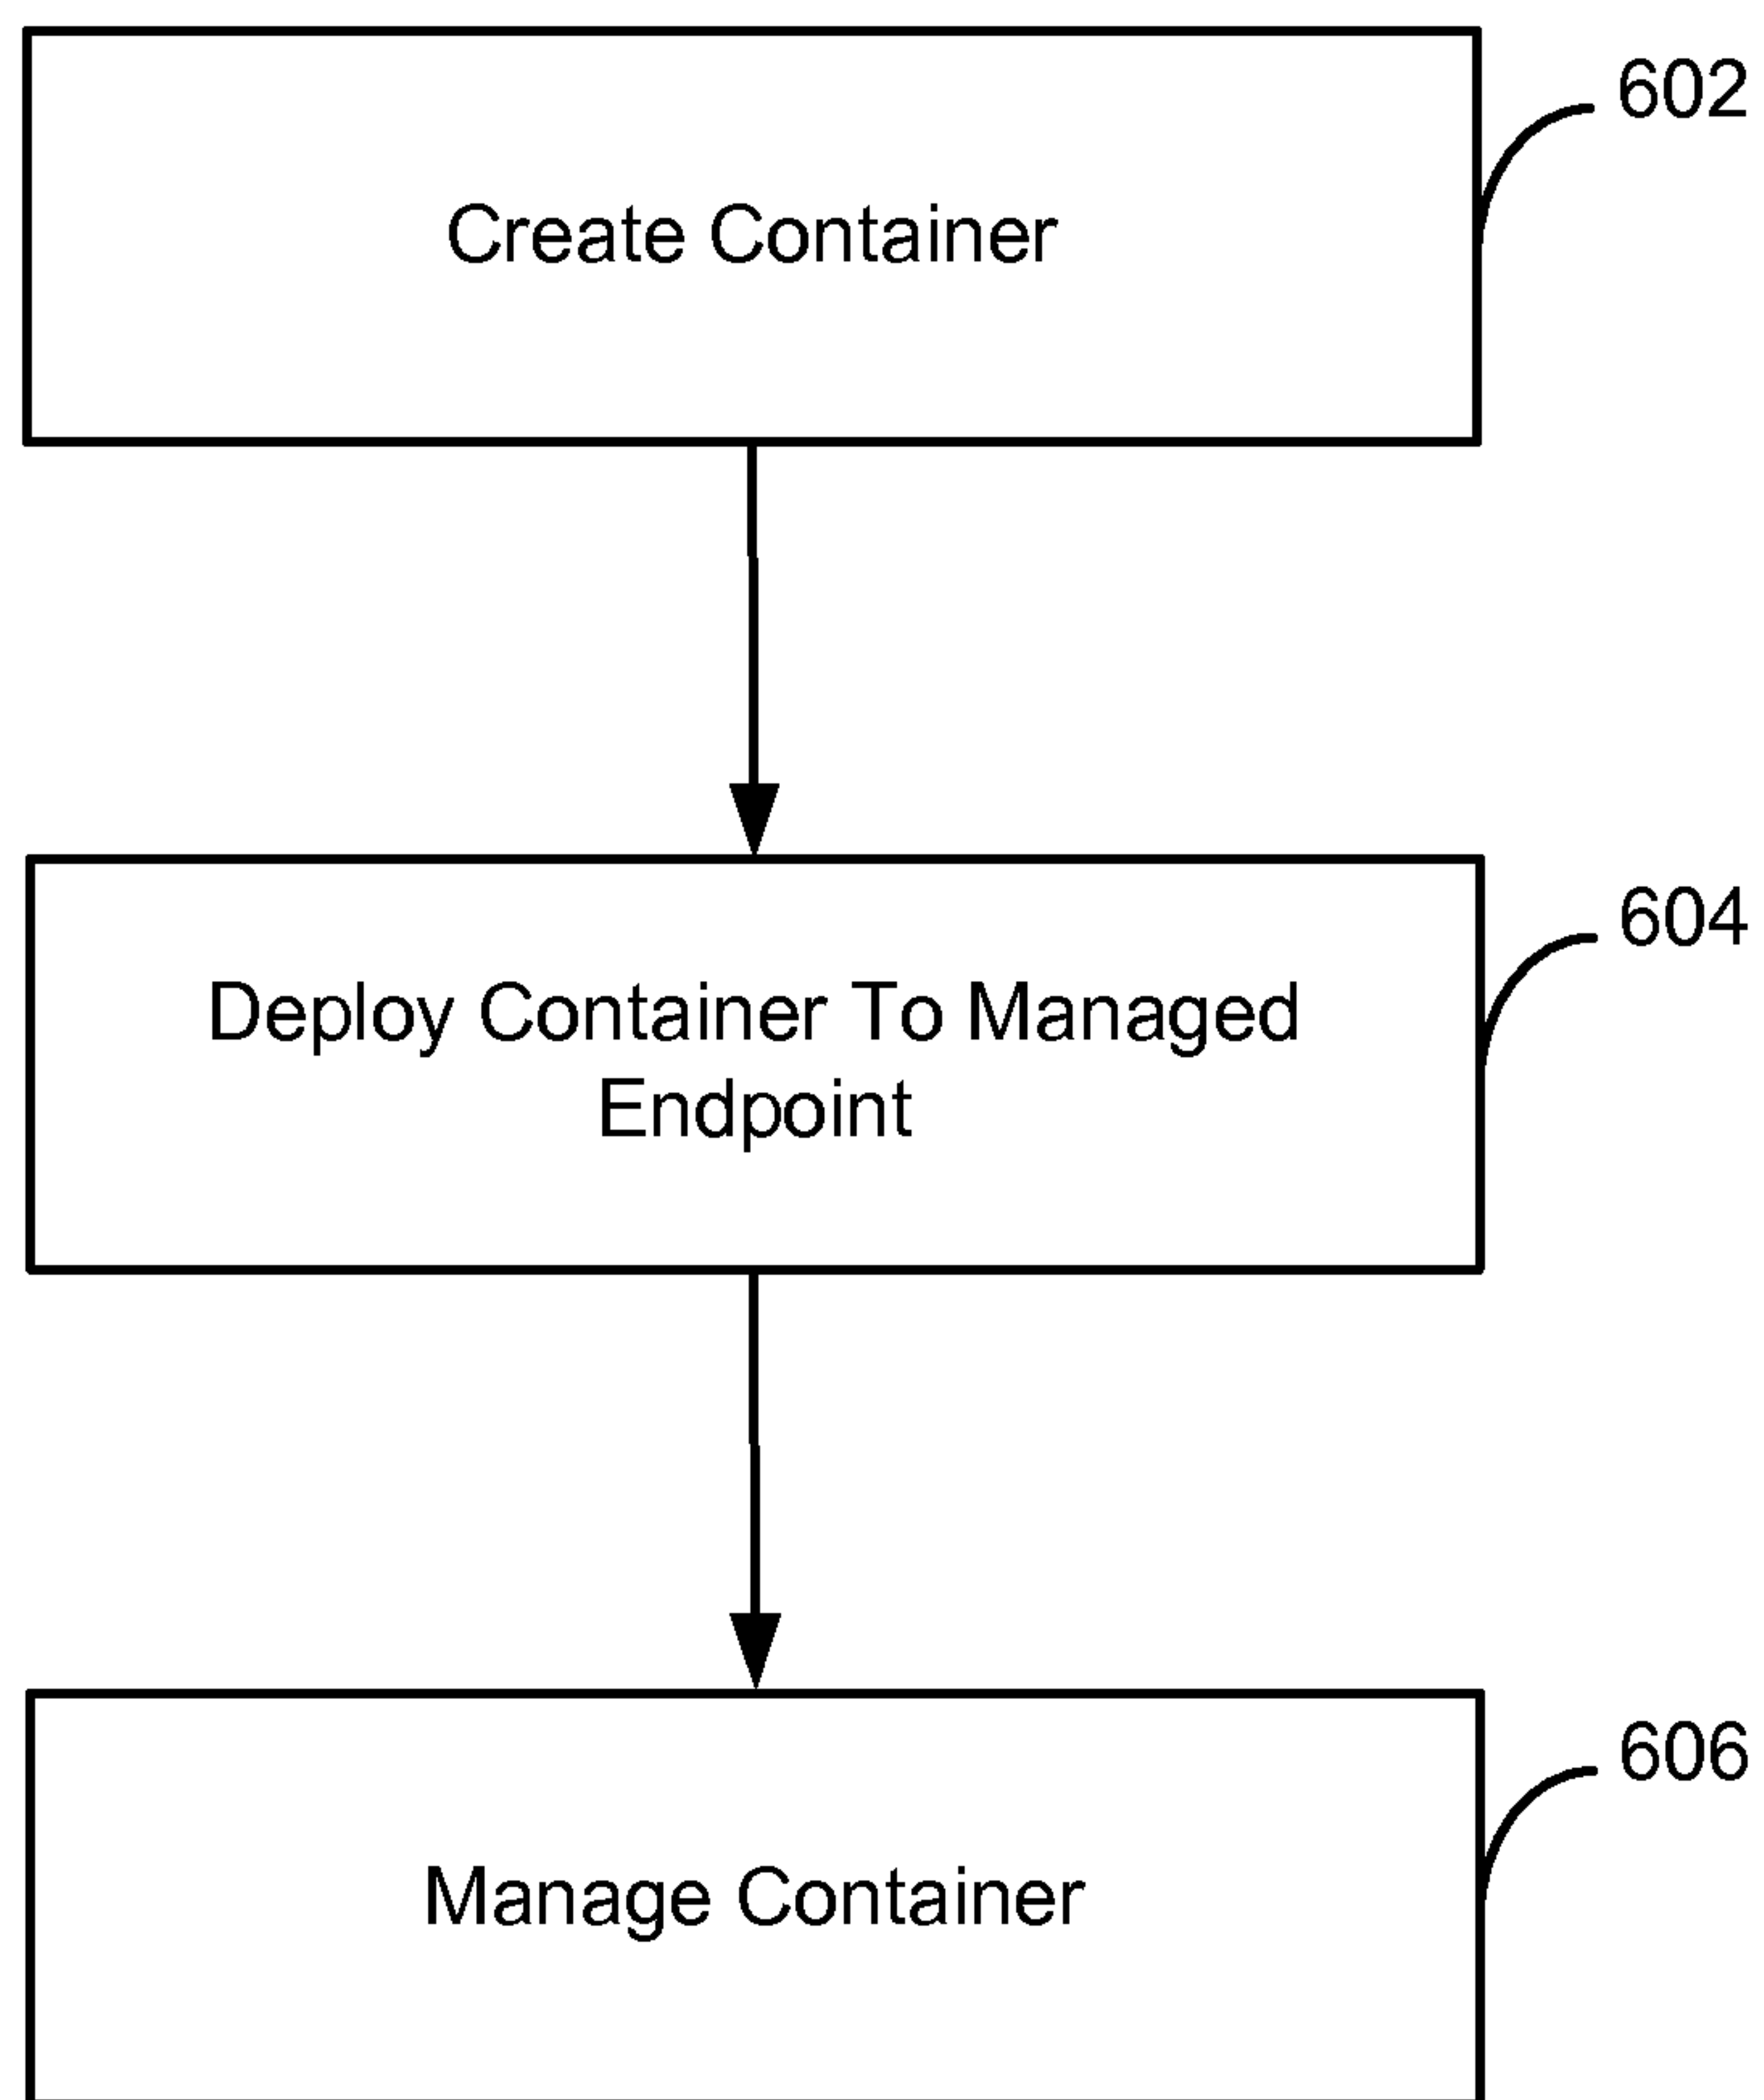 602
Create Container
604
Deploy Container To Managed
Endpoint
606
Manage Container